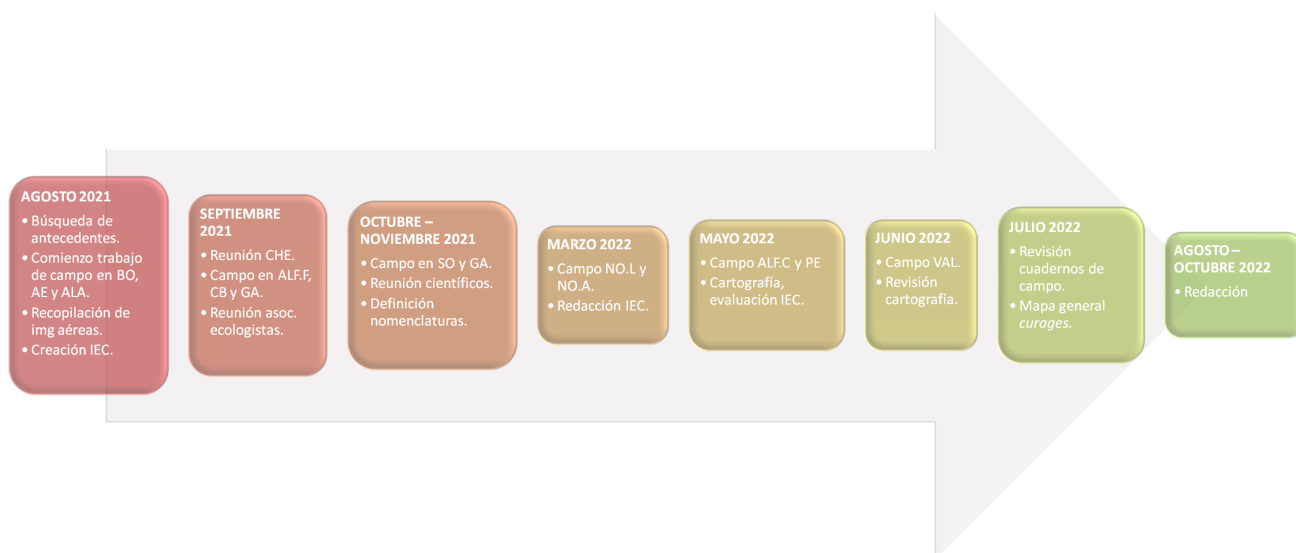 AGOSTO 2021
• Búsqueda de
antecedentes.
• Comienzo trabajo
de campo en BO,
AE y ALA.
• Recopilación de
img aéreas.
• Creación IEC.
SEPTIEMBRE
2021
• Reunión CHE.
• Campo en ALF.F,
CB y GA.
• Reunión asoc.
ecologistas.
OCTUBRE –
NOVIEMBRE 2021
• Campo en SO y GA.
• Reunión científicos.
• Definición
nomenclaturas.
MARZO 2022
• Campo NO.L y
NO.A.
• Redacción IEC.
MAYO 2022
• Campo ALF.C y PE
• Cartografía,
evaluación IEC.
JUNIO 2022
• Campo VAL.
• Revisión
cartografía.
JULIO 2022
• Revisión
cuadernos de
campo.
• Mapa general
curages.
AGOSTO –
OCTUBRE 2022
• Redacción